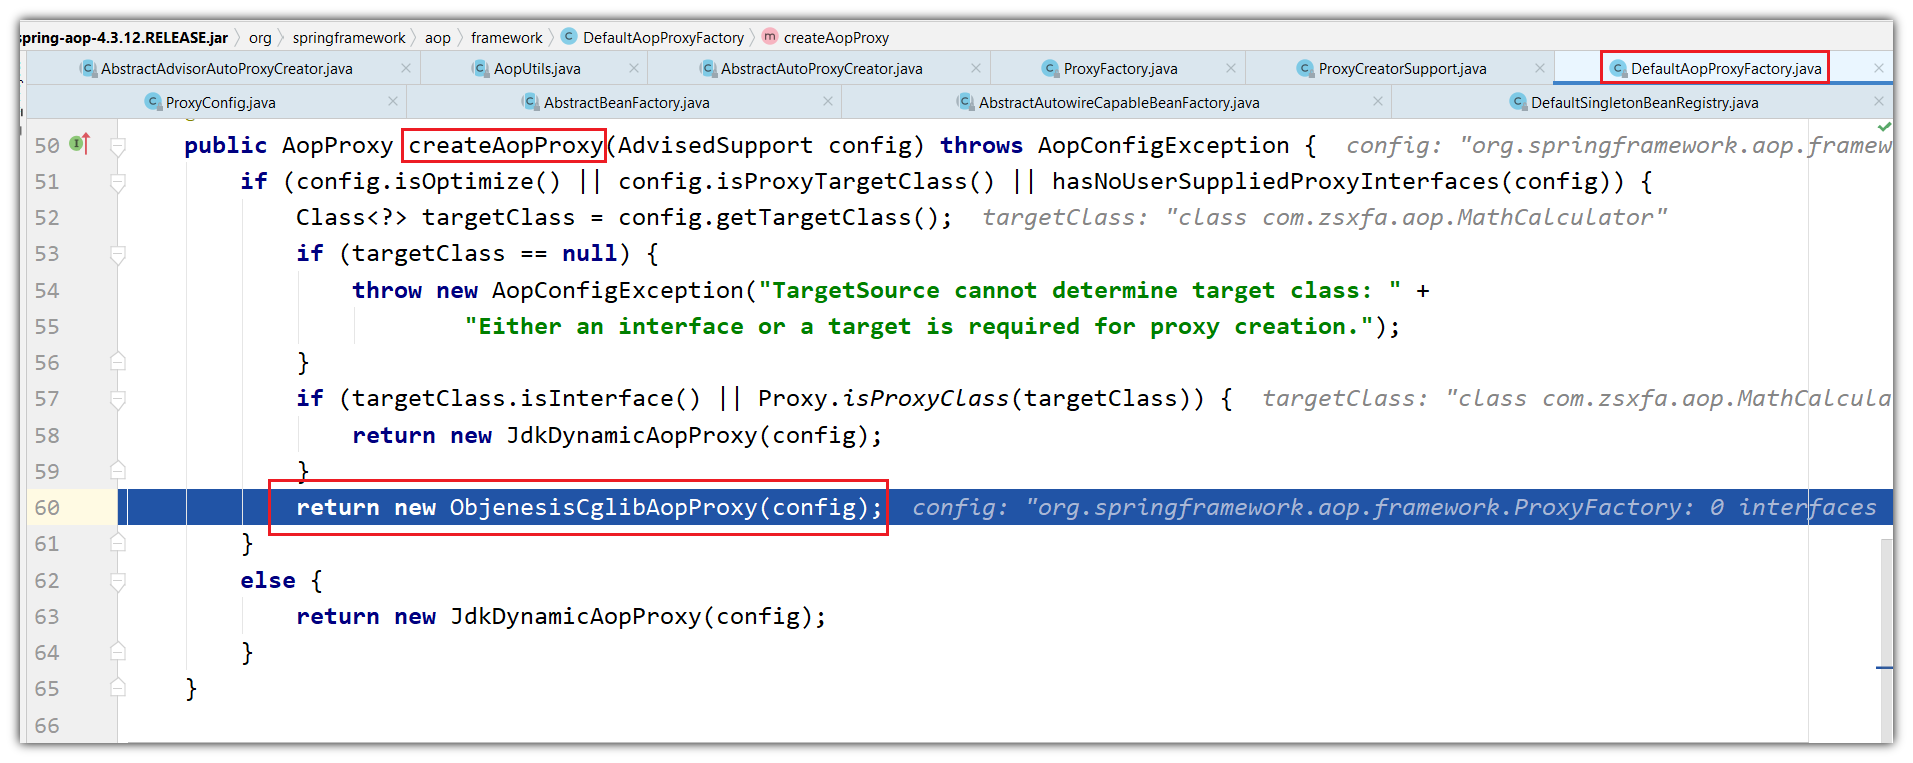 spring-aop-4.3.12.RELEASE.jar org springframework aop framework DefaultAopProxyFactory createAopProxy
AbstractAdvisorAutoProxyCreator.java AopUtils.java AbstractAutoProxyCreator.java ProxyFactory.java ProxyCreatorSupport.java DefaultAopProxyFactory.java
ProxyConfig.java AbstractBeanFactory.java AbstractAutowireCapableBeanFactory.java DefaultSingletonBeanRegistry.java
50 public AopProxy createAopProxy(AdvisedSupport config) throws AopConfigException { config: "org.springframework.aop.framew
51 if (config.isOptimize() || config.isProxyTargetClass() || hasNoUserSuppliedProxyInterfaces(config)) {
52 Class<?> targetClass = config.getTargetClass(); targetClass: "class com.zsxfa.aop.MathCalculator"
53 if (targetClass == null) {
54 throw new AopConfigException("TargetSource cannot determine target class: " +
55 "Either an interface or a target is required for proxy creation.");
56 }
57 if (targetClass.isInterface() || Proxy.isProxyClass(targetClass)) { targetClass: "class com.zsxfa.aop.MathCalcula
58 return new JdkDynamicAopProxy(config);
59 }
60 return new ObjenesisCglibAopProxy(config); config: "org.springframework.aop.framework.ProxyFactory: 0 interfaces
61 }
62 else {
63 return new JdkDynamicAopProxy(config);
64 }
65 }
66